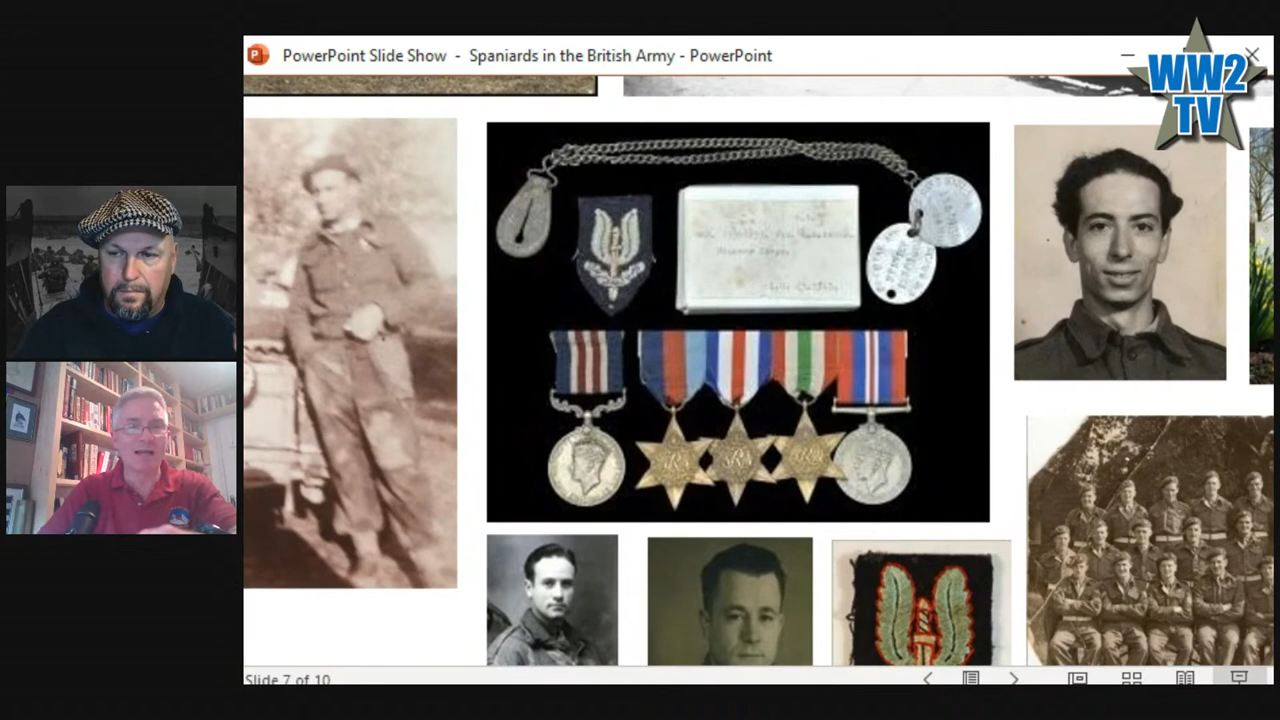 PowerPoint Slide Show - Spaniards in the British Army - PowerPoint
WW2
TV
Slide 7 of 10